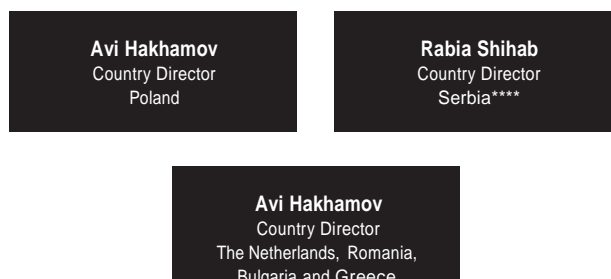 Avi Hakhamov
Country Director
Poland
Rabia Shihab
Country Director
Serbia****
Avi Hakhamov
Country Director
The Netherlands, Romania,
Bulgaria and Greece